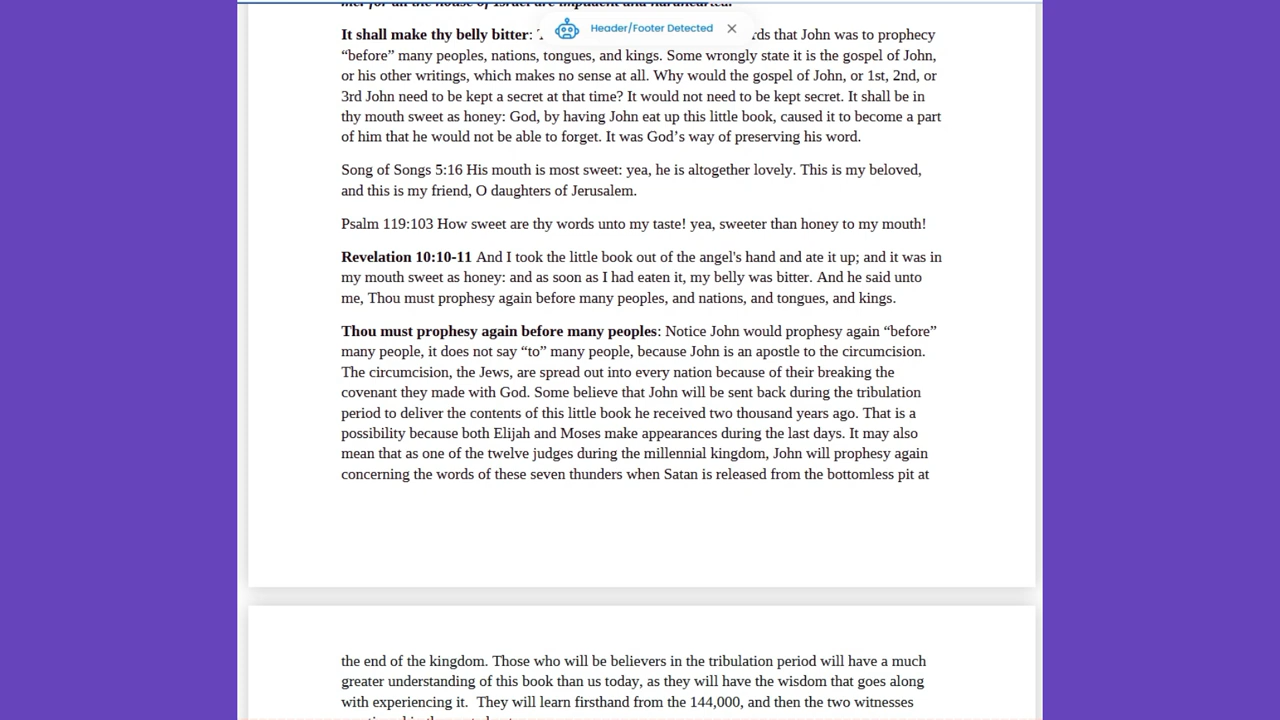 mer for all the house of Israel are impudent and hardhearted.
Header/Footer Detected
It shall make thy belly bitter: rds that John was to prophecy
“before” many peoples, nations, tongues, and kings. Some wrongly state it is the gospel of John,
or his other writings, which makes no sense at all. Why would the gospel of John, or 1st, 2nd, or
3rd John need to be kept a secret at that time? It would not need to be kept secret. It shall be in
thy mouth sweet as honey: God, by having John eat up this little book, caused it to become a part
of him that he would not be able to forget. It was God’s way of preserving his word.
Song of Songs 5:16 His mouth is most sweet: yea, he is altogether lovely. This is my beloved,
and this is my friend, O daughters of Jerusalem.
Psalm 119:103 How sweet are thy words unto my taste! yea, sweeter than honey to my mouth!
Revelation 10:10-11 And I took the little book out of the angel's hand and ate it up; and it was in
my mouth sweet as honey: and as soon as I had eaten it, my belly was bitter. And he said unto
me, Thou must prophesy again before many peoples, and nations, and tongues, and kings.
Thou must prophesy again before many peoples: Notice John would prophesy again “before”
many people, it does not say “to” many people, because John is an apostle to the circumcision.
The circumcision, the Jews, are spread out into every nation because of their breaking the
covenant they made with God. Some believe that John will be sent back during the tribulation
period to deliver the contents of this little book he received two thousand years ago. That is a
possibility because both Elijah and Moses make appearances during the last days. It may also
mean that as one of the twelve judges during the millennial kingdom, John will prophesy again
concerning the words of these seven thunders when Satan is released from the bottomless pit at
the end of the kingdom. Those who will be believers in the tribulation period will have a much
greater understanding of this book than us today, as they will have the wisdom that goes along
with experiencing it.  They will learn firsthand from the 144,000, and then the two witnesses